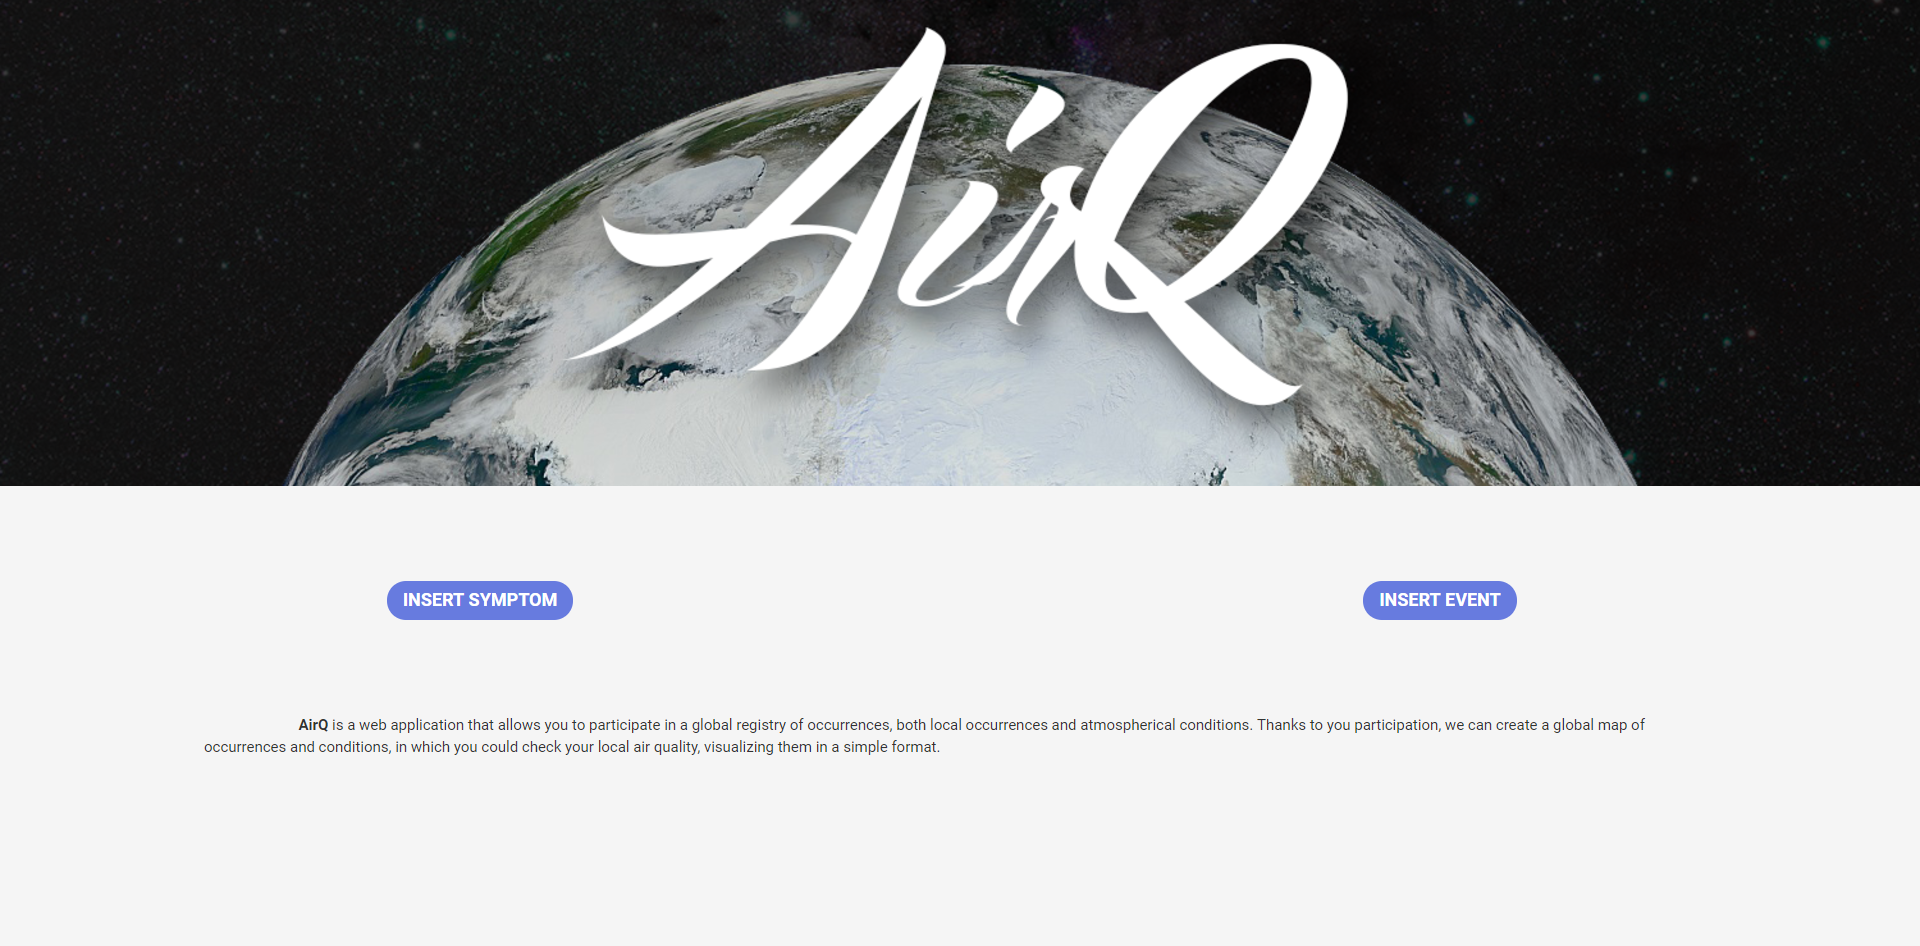 AirQ
INSERT SYMPTOM
INSERT EVENT
AirQ is a web application that allows you to participate in a global registry of occurrences, both local occurrences and atmospherical conditions. Thanks to you participation, we can create a global map of
occurrences and conditions, in which you could check your local air quality, visualizing them in a simple format.